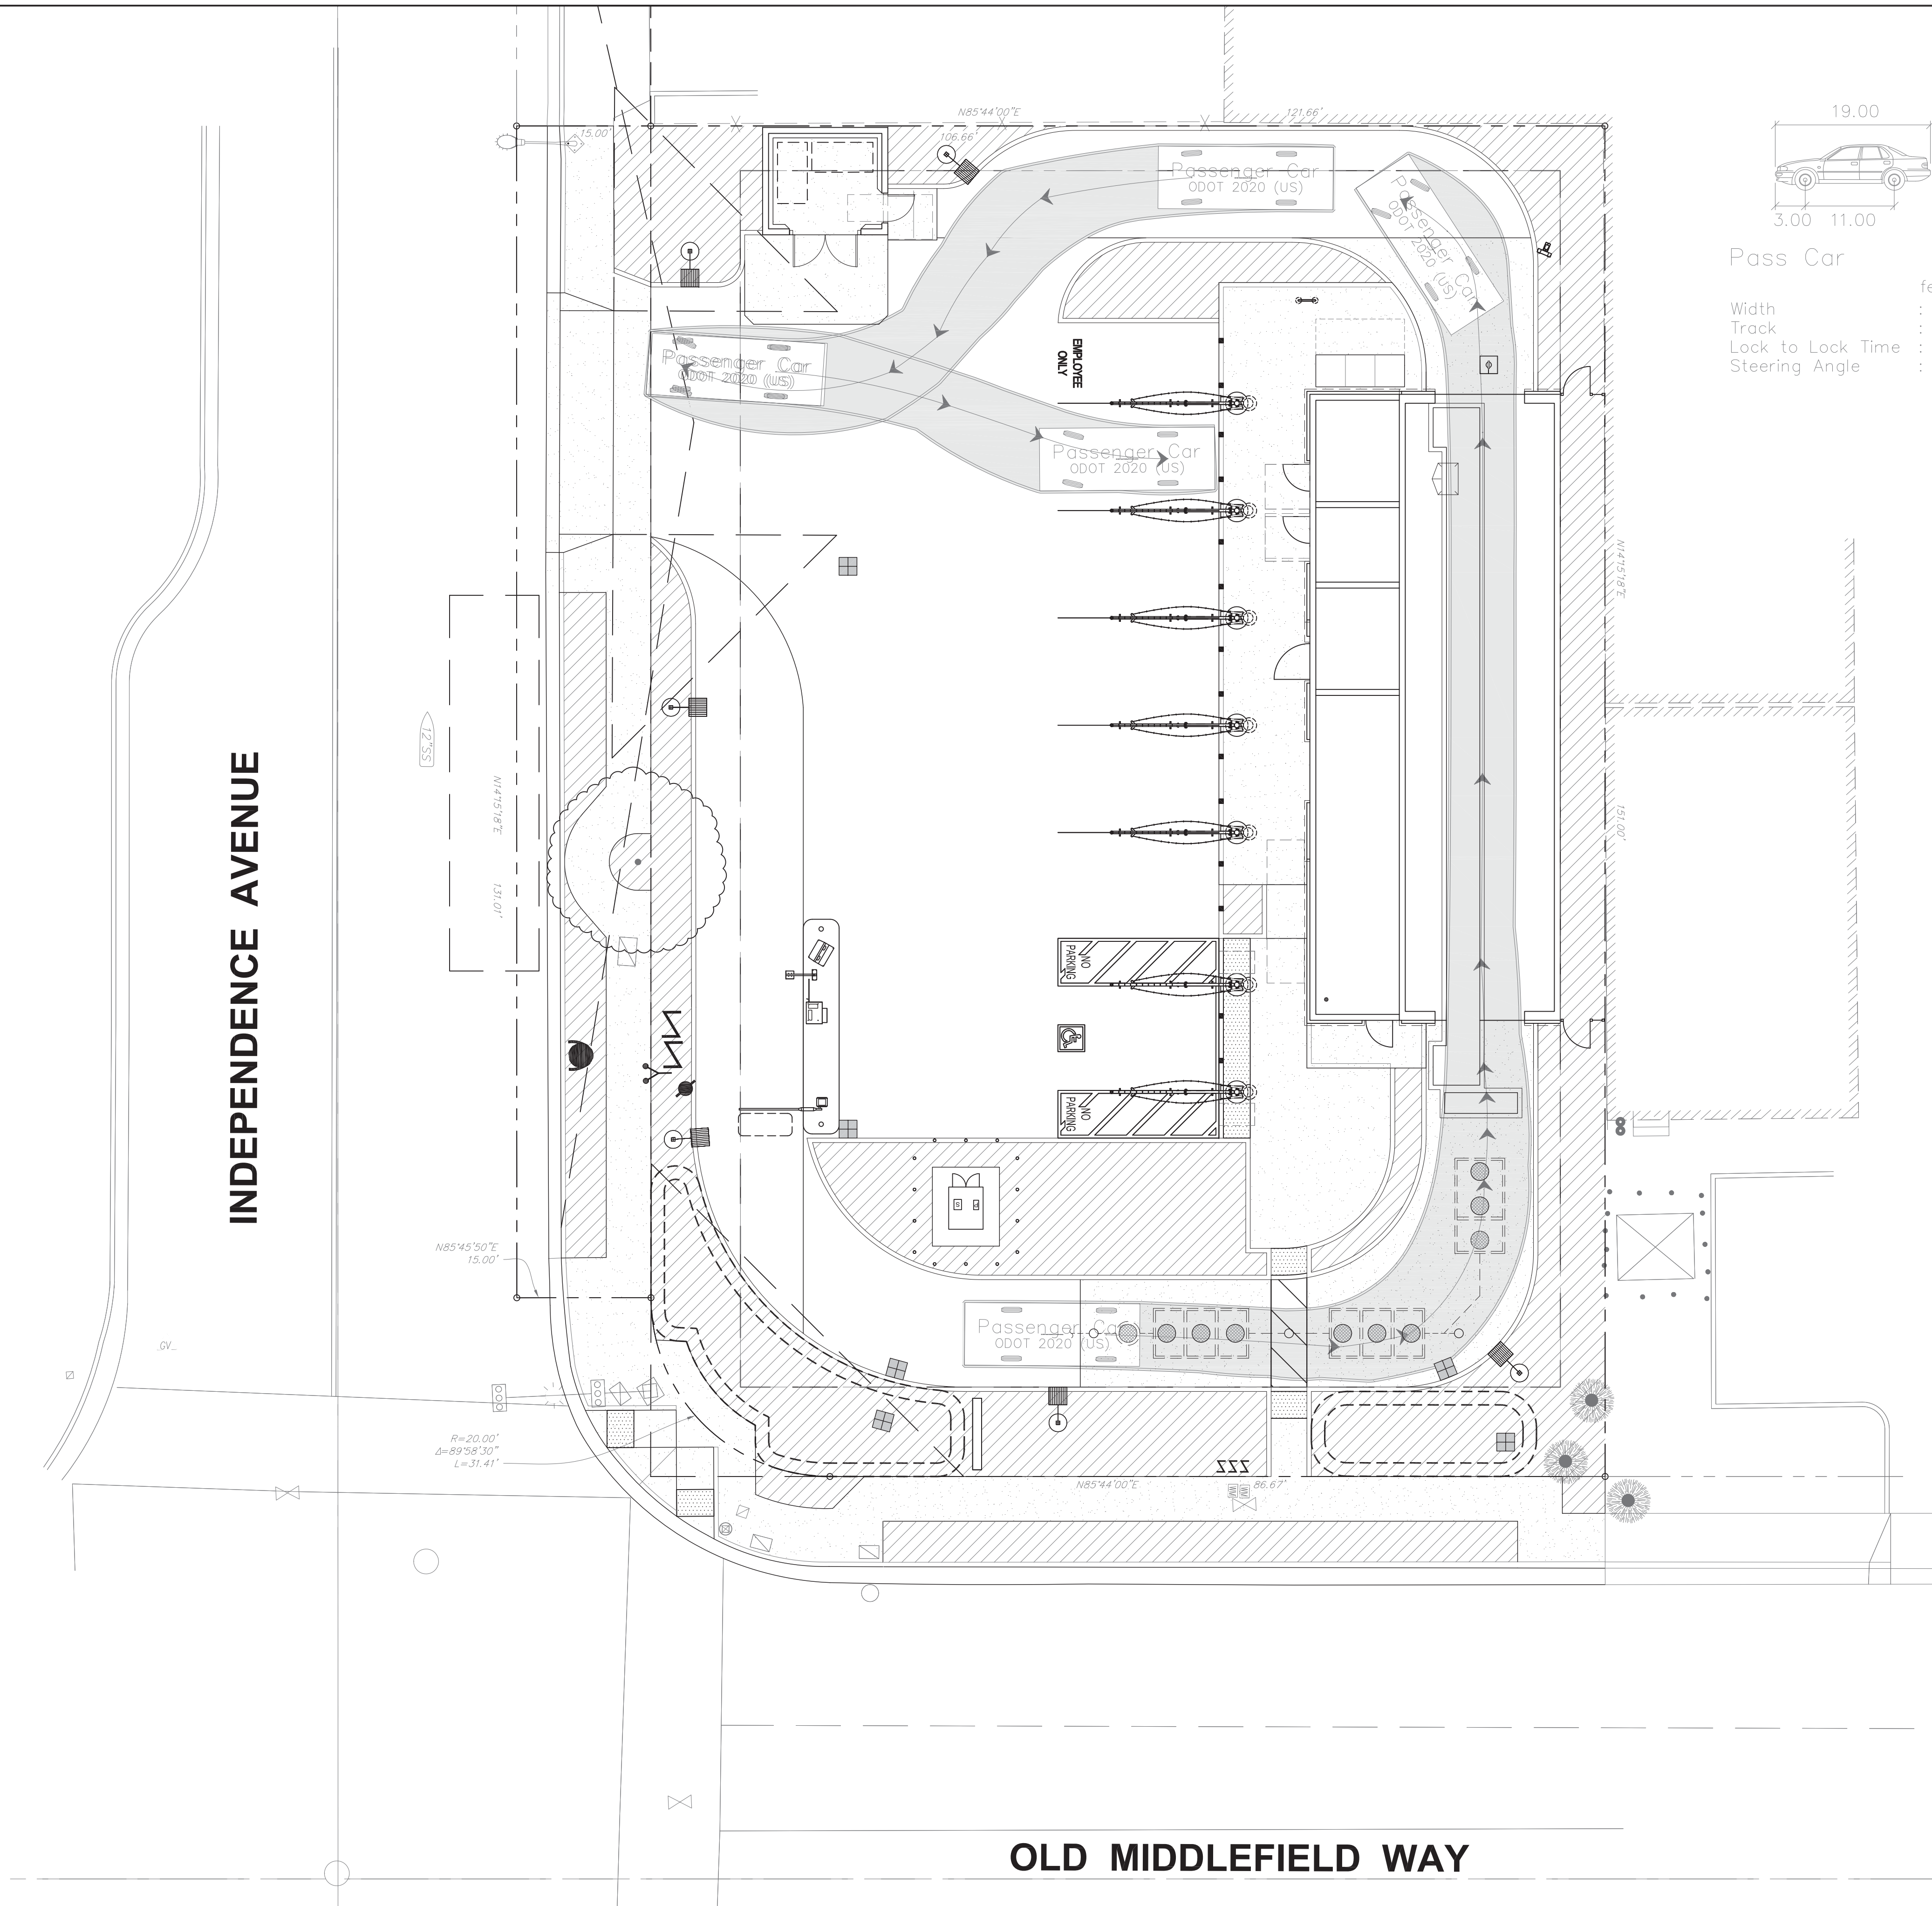 N85°44'00"E
121.66'
106.66'
15.00'
19.00
3.00 11.00
Pass Car
fe
Width :
Track :
Lock to Lock Time :
Steering Angle :
Passenger Car
ODOT 2020 (US)
Passenger Car
ODOT 2020 (US)
Passenger Car
ODOT 2020 (US)
Passenger Car
ODOT 2020 (US)
EMPLOYEE
ONLY
N14°15'18"E
151.00'
12"SS
N14°15'18"E
131.01'
INDEPENDENCE AVENUE
NO
PARKING
NO
PARKING
N85°45'50"E
15.00'
Passenger Car
ODOT 2020 (US)
GV
R=20.00'
Δ=89°58'30"
L=31.41'
N85°44'00"E
86.67'
OLD MIDDLEFIELD WAY